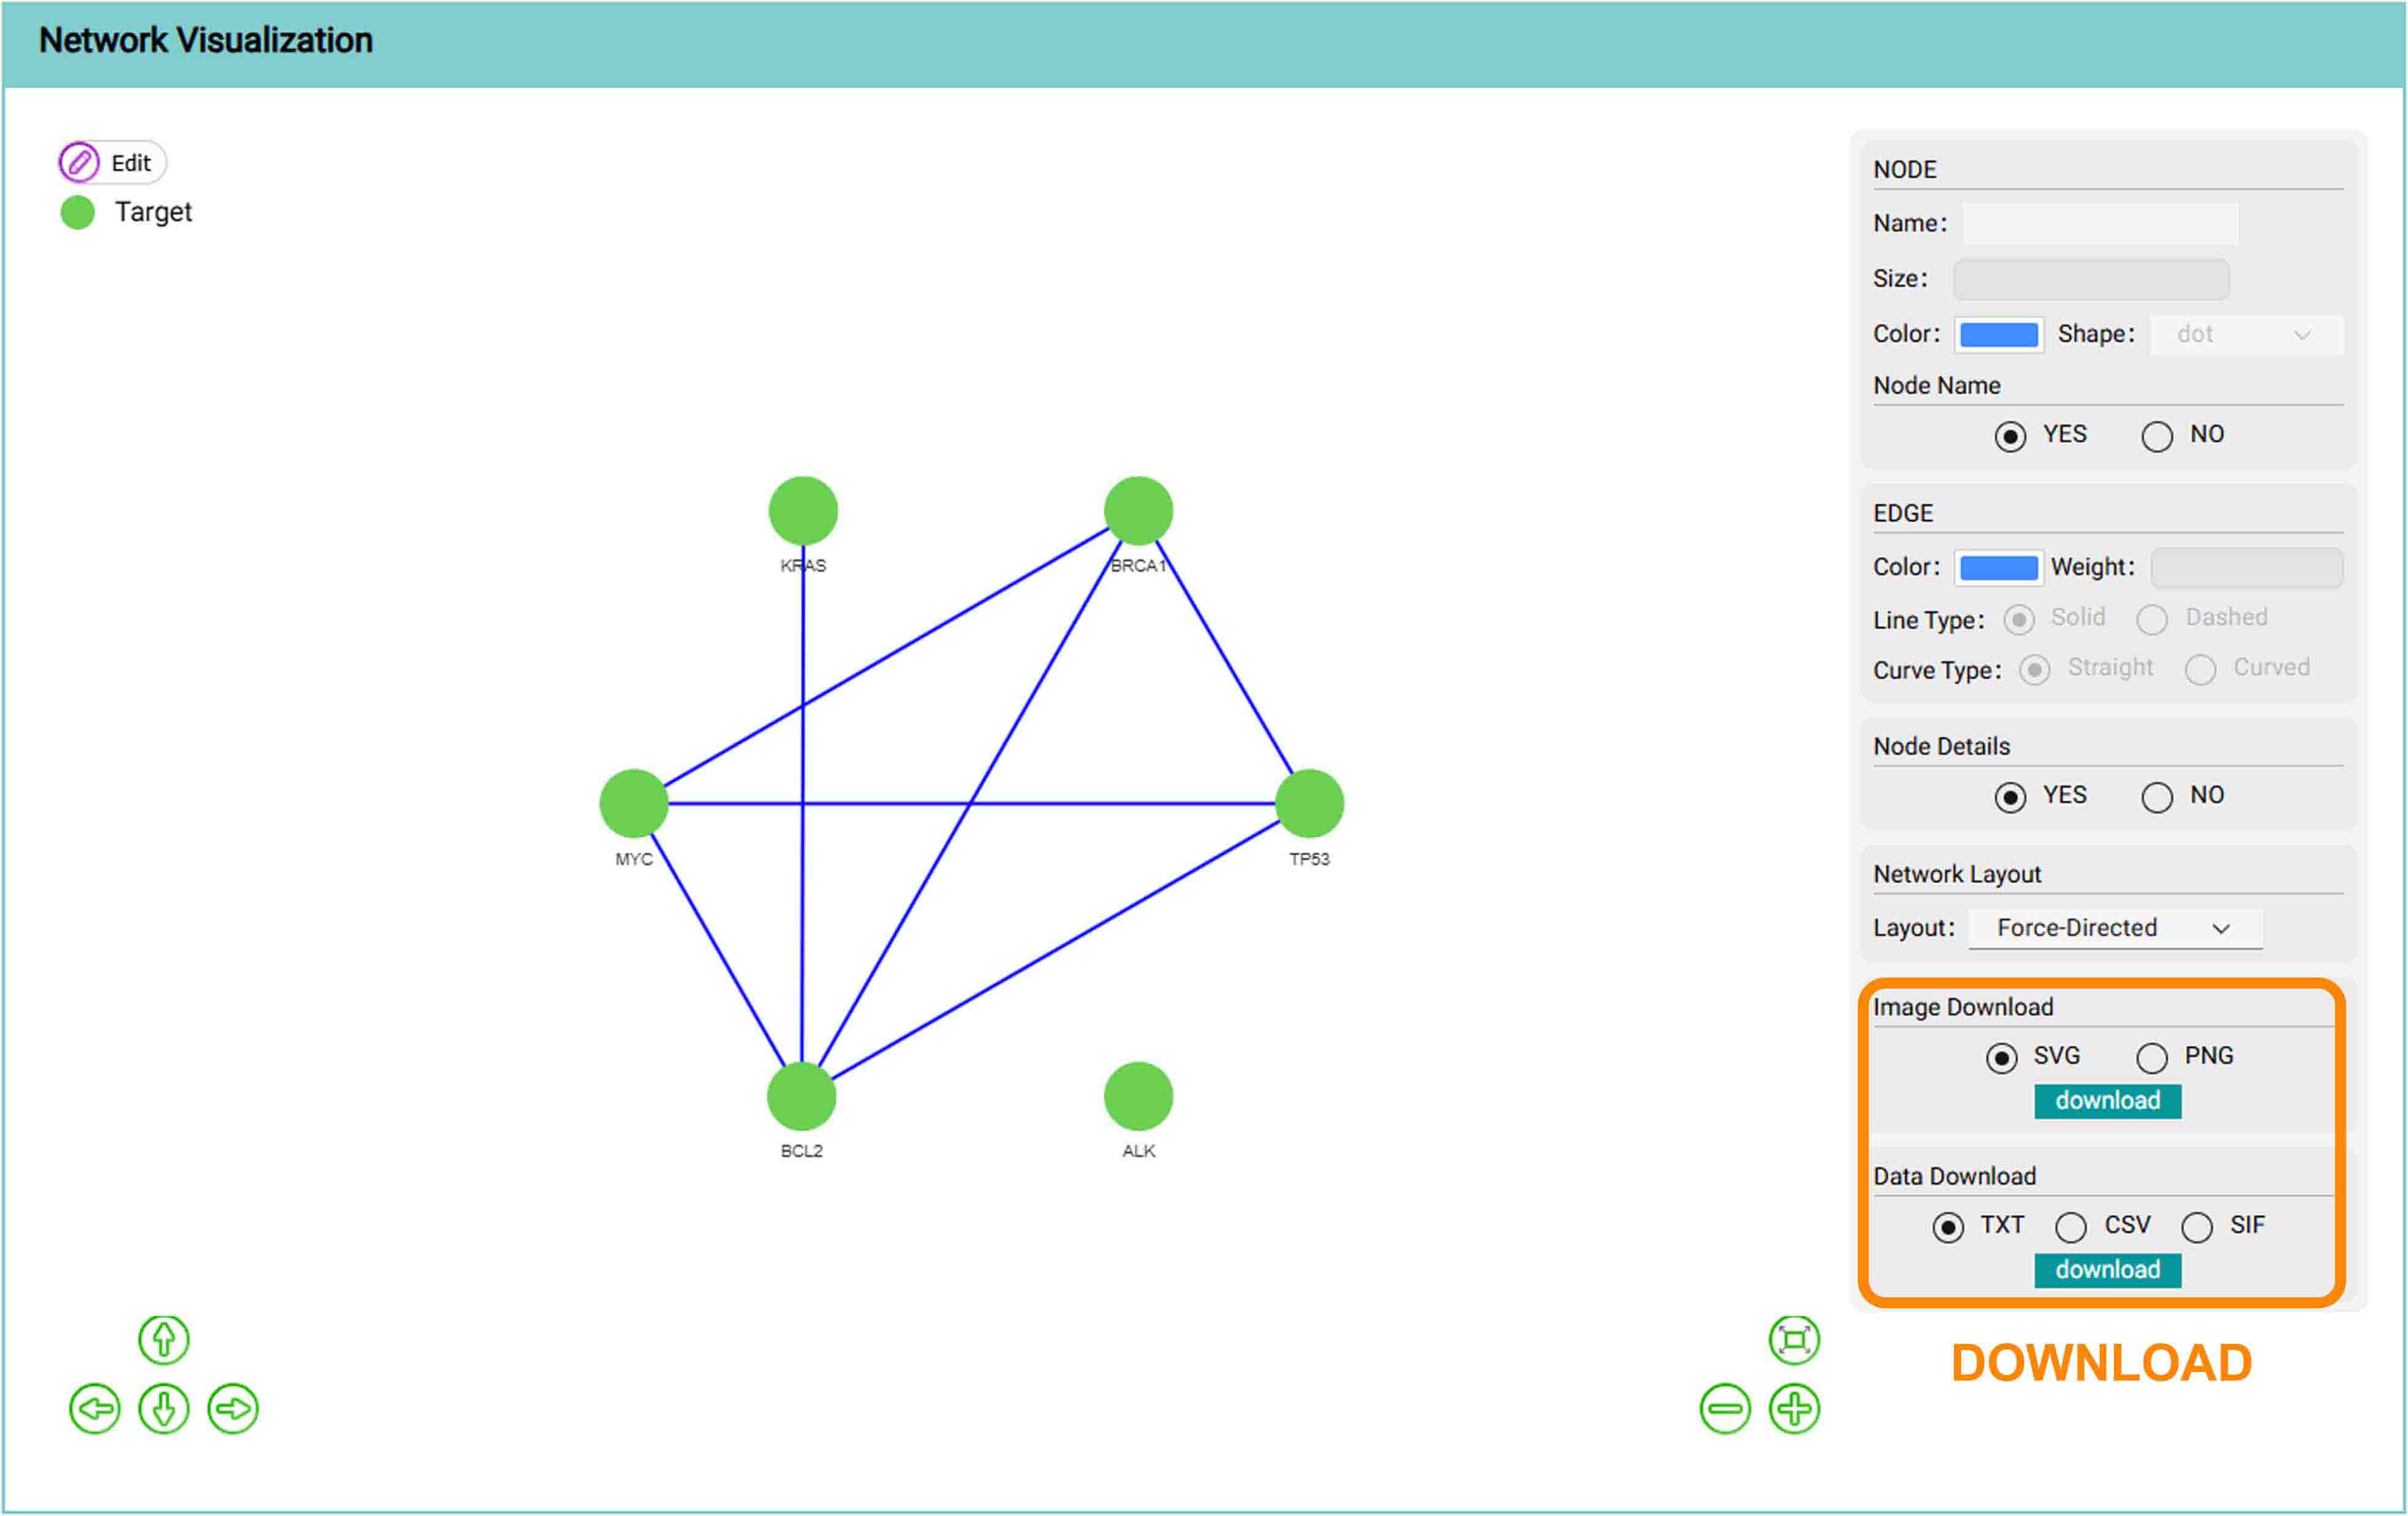 Network Visualization
Edit
Target
KRAS
BRCA1
MYC
TP53
BCL2
ALK
NODE
Name:
Size:
Color: Shape: dot
Node Name
YES NO
EDGE
Color: Weight:
Line Type: Solid Dashed
Curve Type: Straight Curved
Node Details
YES NO
Network Layout
Layout: Force-Directed
Image Download
SVG PNG
download
Data Download
TXT CSV SIF
download
DOWNLOAD